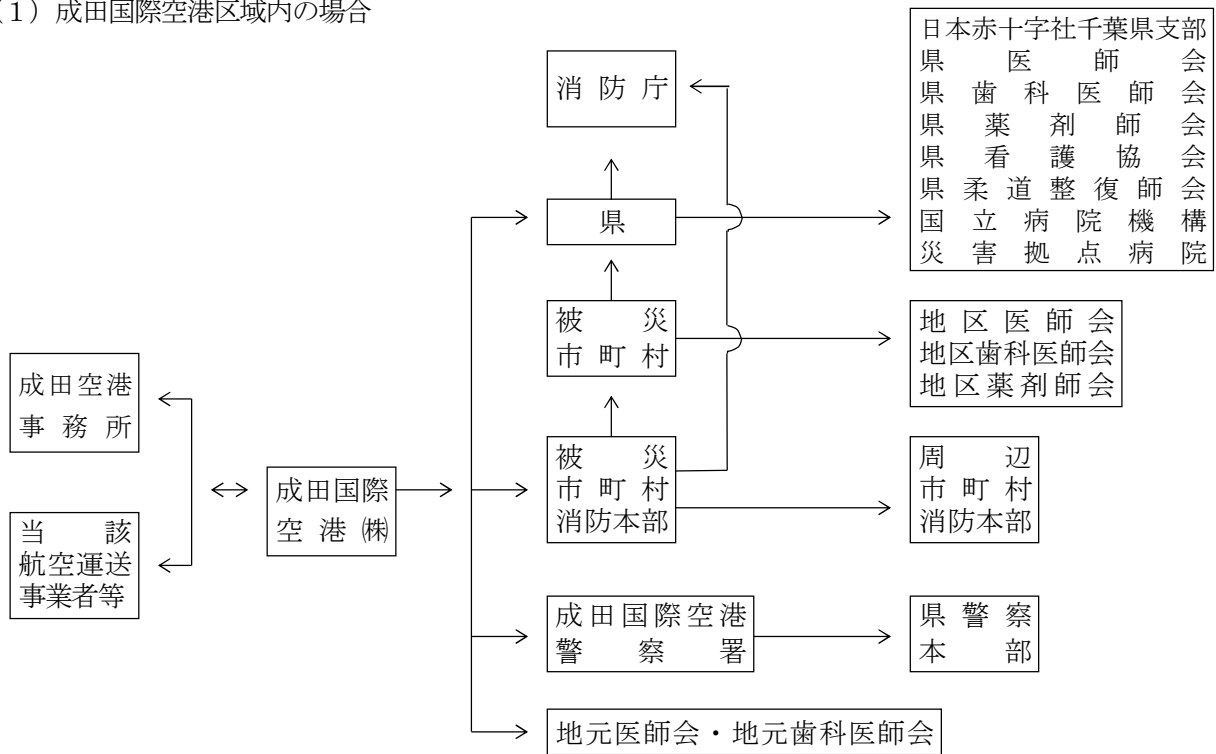 （１）成田国際空港区域内の場合
日本赤十字社千葉県支部
県医師会
県歯科医師会
県薬剤師会
県看護協会
県柔道整復師会
国立病院機構
災害拠点病院
消防庁
県
被災
市町村
地区医師会
地区歯科医師会
地区薬剤師会
成田空港
事務所
成田国際
空港㈱
被災
市町村
消防本部
周辺
市町村
消防本部
当該
航空運送
事業者等
成田国際空港
警察署
県警察
本部
地元医師会・地元歯科医師会